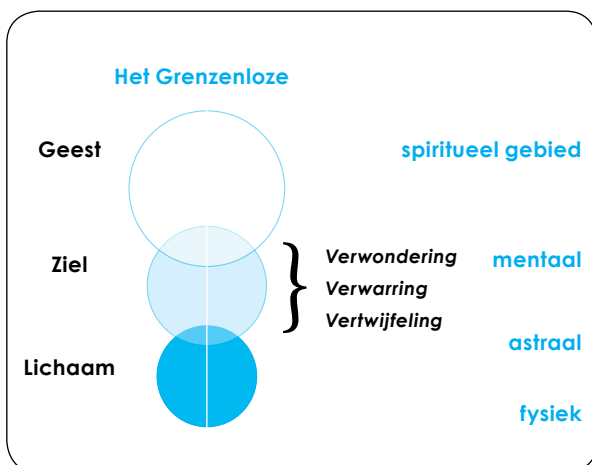 Het Grenzenloze
Geest
spiritueel gebied
Ziel
Verwondering
Verwarring
Vertwijfeling
mentaal
astraal
Lichaam
fysiek